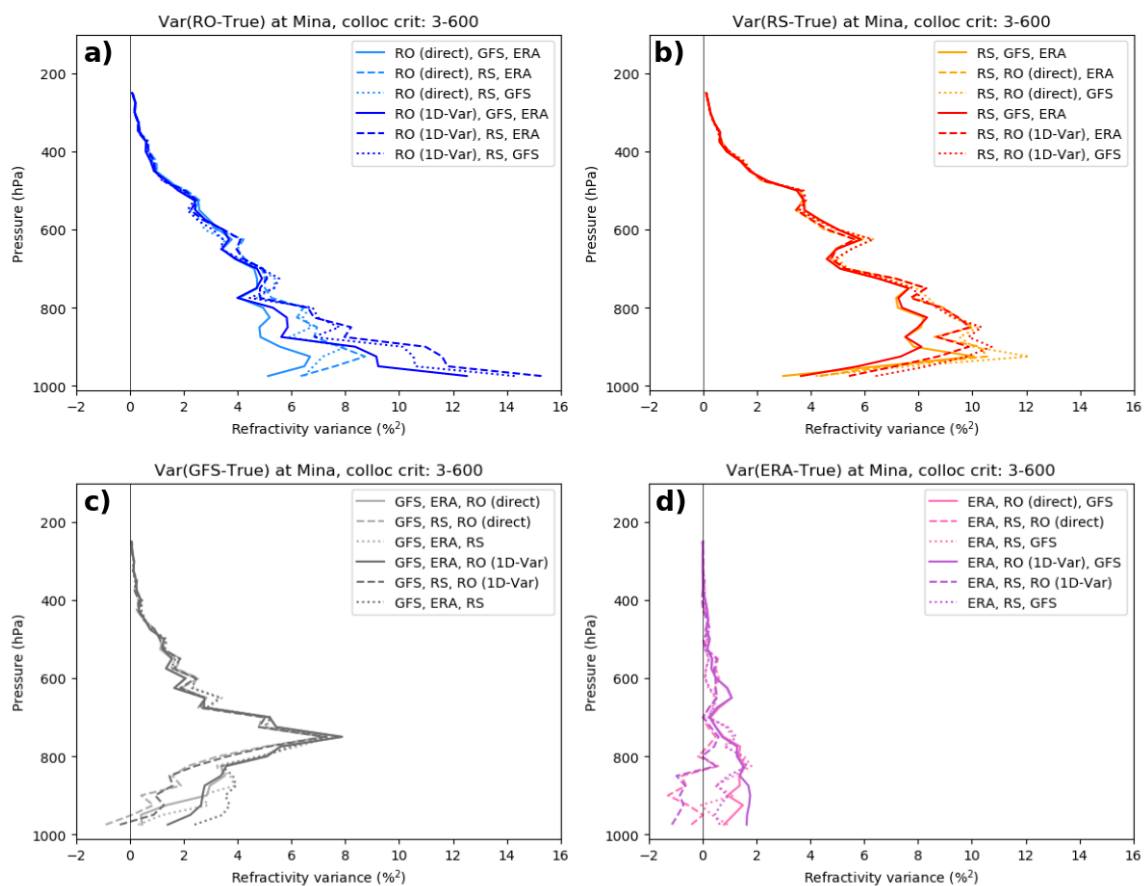 Var(RO-True) at Mina, colloc crit: 3-600
a)
RO (direct), GFS, ERA
RO (direct), RS, ERA
RO (direct), RS, GFS
RO (1D-Var), GFS, ERA
RO (1D-Var), RS, ERA
RO (1D-Var), RS, GFS
Pressure (hPa)
200
400
600
800
1000
−2 0 2 4 6 8 10 12 14 16
Refractivity variance (%²)
Var(RS-True) at Mina, colloc crit: 3-600
b)
RS, GFS, ERA
RS, RO (direct), ERA
RS, RO (direct), GFS
RS, GFS, ERA
RS, RO (1D-Var), ERA
RS, RO (1D-Var), GFS
Pressure (hPa)
200
400
600
800
1000
−2 0 2 4 6 8 10 12 14 16
Refractivity variance (%²)
Var(GFS-True) at Mina, colloc crit: 3-600
c)
GFS, ERA, RO (direct)
GFS, RS, RO (direct)
GFS, ERA, RS
GFS, ERA, RO (1D-Var)
GFS, RS, RO (1D-Var)
GFS, ERA, RS
Pressure (hPa)
200
400
600
800
1000
−2 0 2 4 6 8 10 12 14 16
Refractivity variance (%²)
Var(ERA-True) at Mina, colloc crit: 3-600
d)
ERA, RO (direct), GFS
ERA, RS, RO (direct)
ERA, RS, GFS
ERA, RO (1D-Var), GFS
ERA, RS, RO (1D-Var)
ERA, RS, GFS
Pressure (hPa)
200
400
600
800
1000
−2 0 2 4 6 8 10 12 14 16
Refractivity variance (%²)